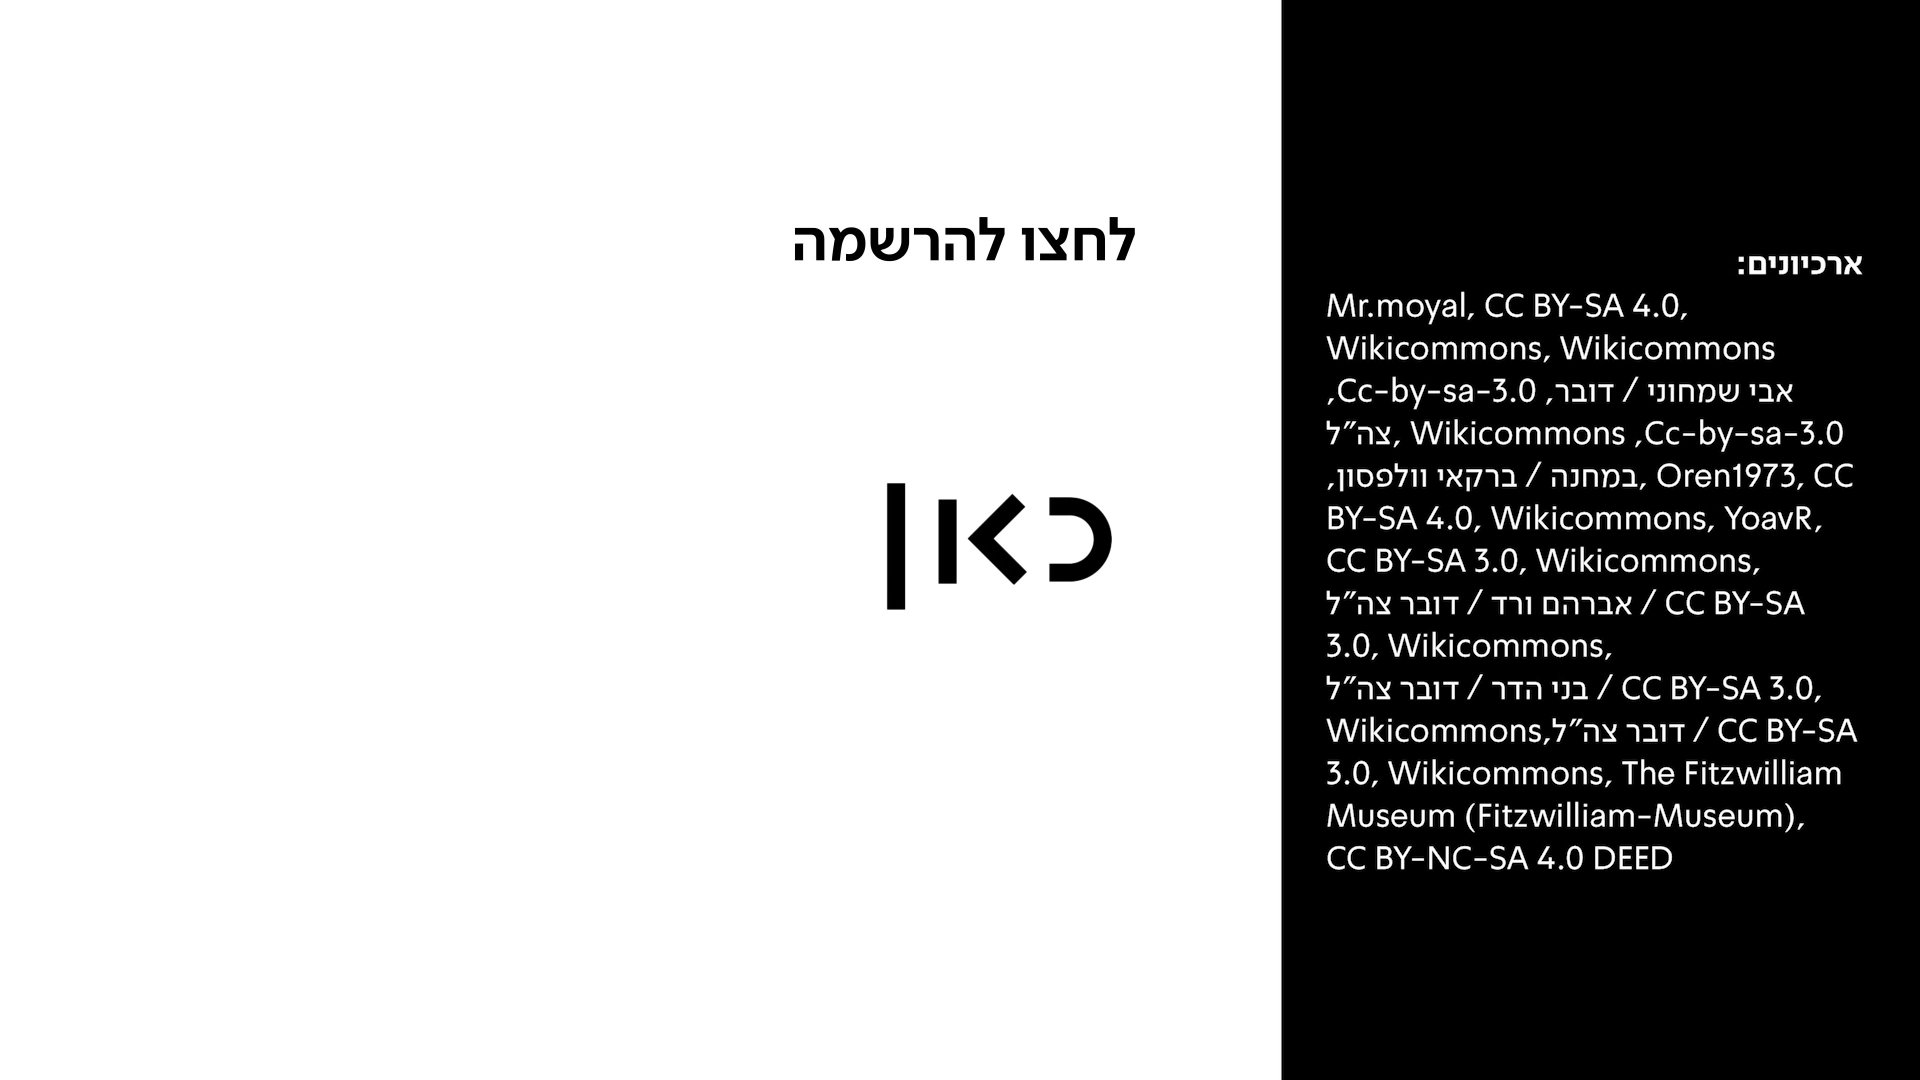 לחצו להרשמה
כאן
ארכיונים:
Mr.moyal, CC BY-SA 4.0,
Wikicommons, Wikicommons
,Cc-by-sa-3.0 ,אבי שמחוני / דובר
צה״ל, Wikicommons ,Cc-by-sa-3.0
,במחנה / ברקאי וולפסון, Oren1973, CC
BY-SA 4.0, Wikicommons, YoavR,
CC BY-SA 3.0, Wikicommons,
אברהם ורד / דובר צה״ל / CC BY-SA
3.0, Wikicommons,
בני הדר / דובר צה״ל / CC BY-SA 3.0,
Wikicommons,דובר צה״ל / CC BY-SA
3.0, Wikicommons, The Fitzwilliam
Museum (Fitzwilliam-Museum),
CC BY-NC-SA 4.0 DEED